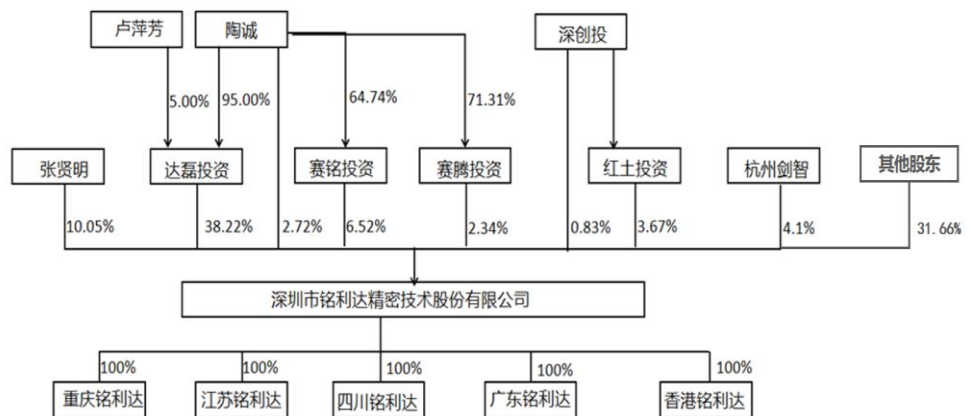 卢萍芳
陶诚
深创投
5.00%
95.00%
64.74%
71.31%
张贤明
达磊投资
赛铭投资
赛腾投资
红土投资
杭州剑智
其他股东
10.05%
38.22%
2.72%
6.52%
2.34%
0.83%
3.67%
4.1%
31.66%
深圳市铭利达精密技术股份有限公司
100%
100%
100%
100%
100%
重庆铭利达
江苏铭利达
四川铭利达
广东铭利达
香港铭利达